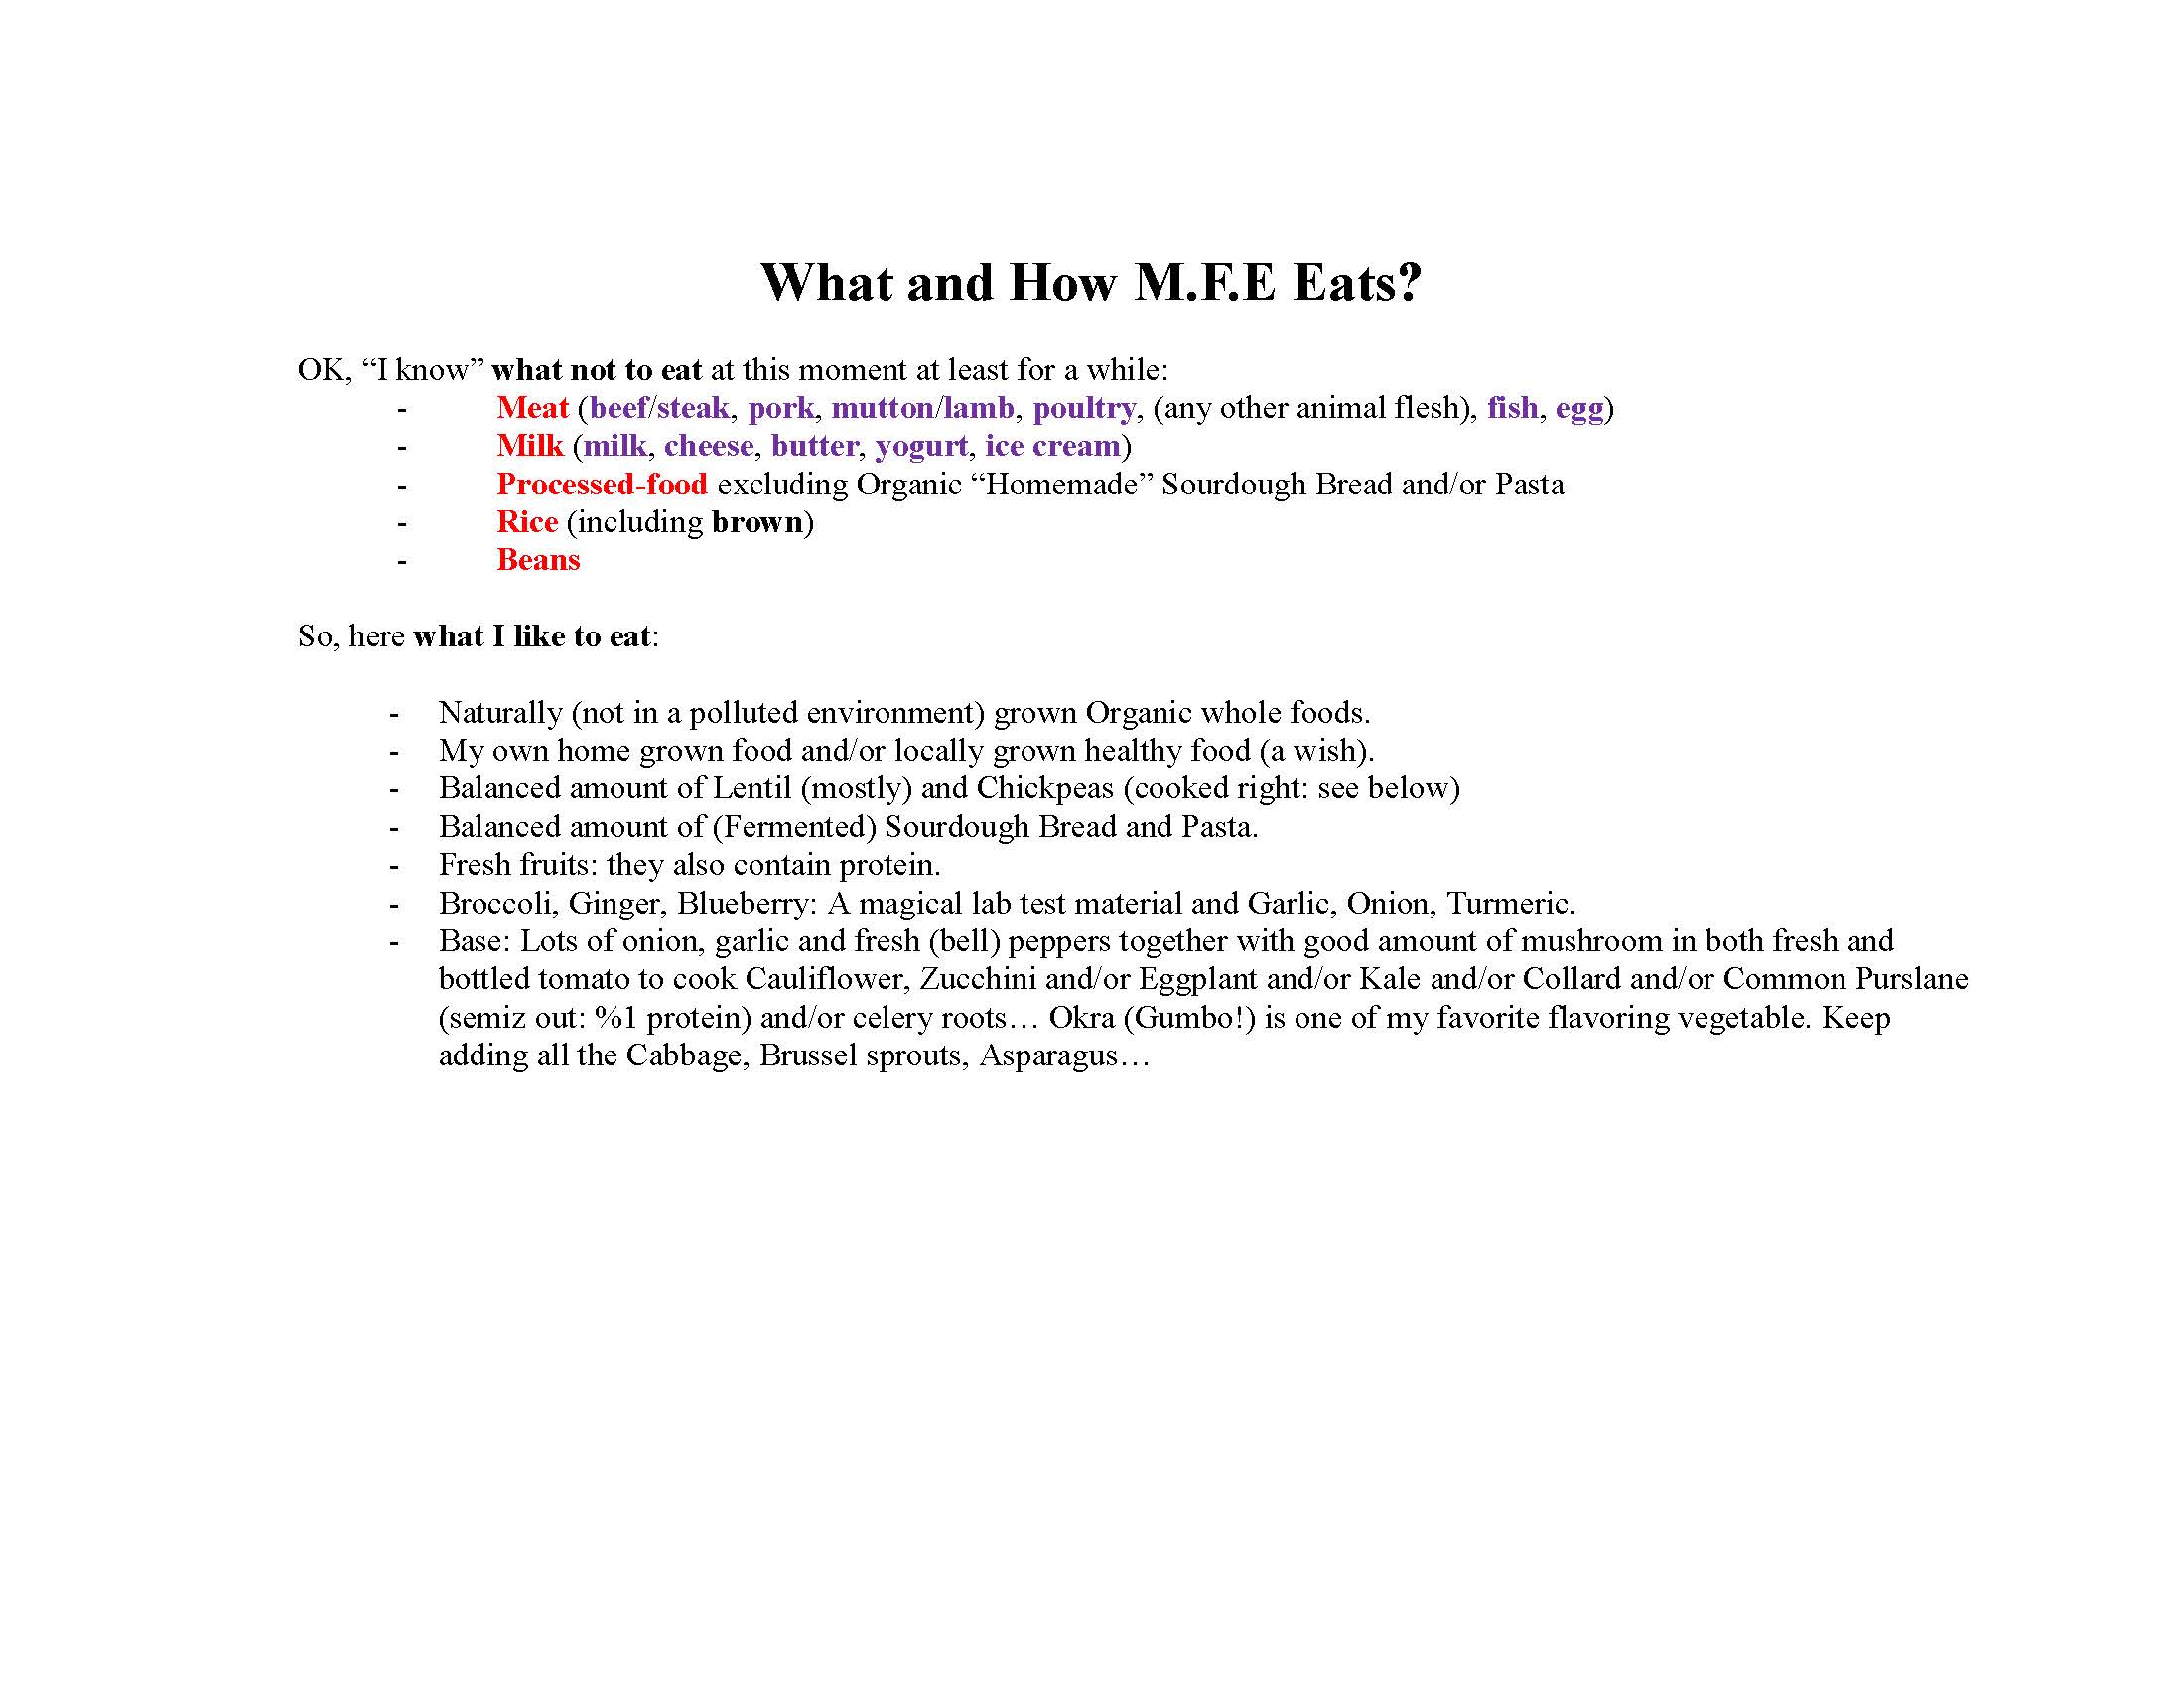 What and How M.F.E Eats?
OK, “I know” what not to eat at this moment at least for a while:
- Meat (beef/steak, pork, mutton/lamb, poultry, (any other animal flesh), fish, egg)
- Milk (milk, cheese, butter, yogurt, ice cream)
- Processed-food excluding Organic “Homemade” Sourdough Bread and/or Pasta
- Rice (including brown)
- Beans
So, here what I like to eat:
- Naturally (not in a polluted environment) grown Organic whole foods.
- My own home grown food and/or locally grown healthy food (a wish).
- Balanced amount of Lentil (mostly) and Chickpeas (cooked right: see below)
- Balanced amount of (Fermented) Sourdough Bread and Pasta.
- Fresh fruits: they also contain protein.
- Broccoli, Ginger, Blueberry: A magical lab test material and Garlic, Onion, Turmeric.
- Base: Lots of onion, garlic and fresh (bell) peppers together with good amount of mushroom in both fresh and
bottled tomato to cook Cauliflower, Zucchini and/or Eggplant and/or Kale and/or Collard and/or Common Purslane
(semiz out: %1 protein) and/or celery roots… Okra (Gumbo!) is one of my favorite flavoring vegetable. Keep
adding all the Cabbage, Brussel sprouts, Asparagus…